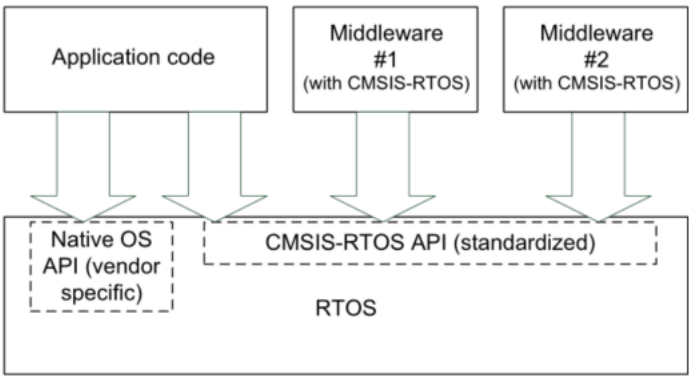 Application code
Middleware
#1
(with CMSIS-RTOS)
Middleware
#2
(with CMSIS-RTOS)
Native OS
API (vendor
specific)
CMSIS-RTOS API (standardized)
RTOS